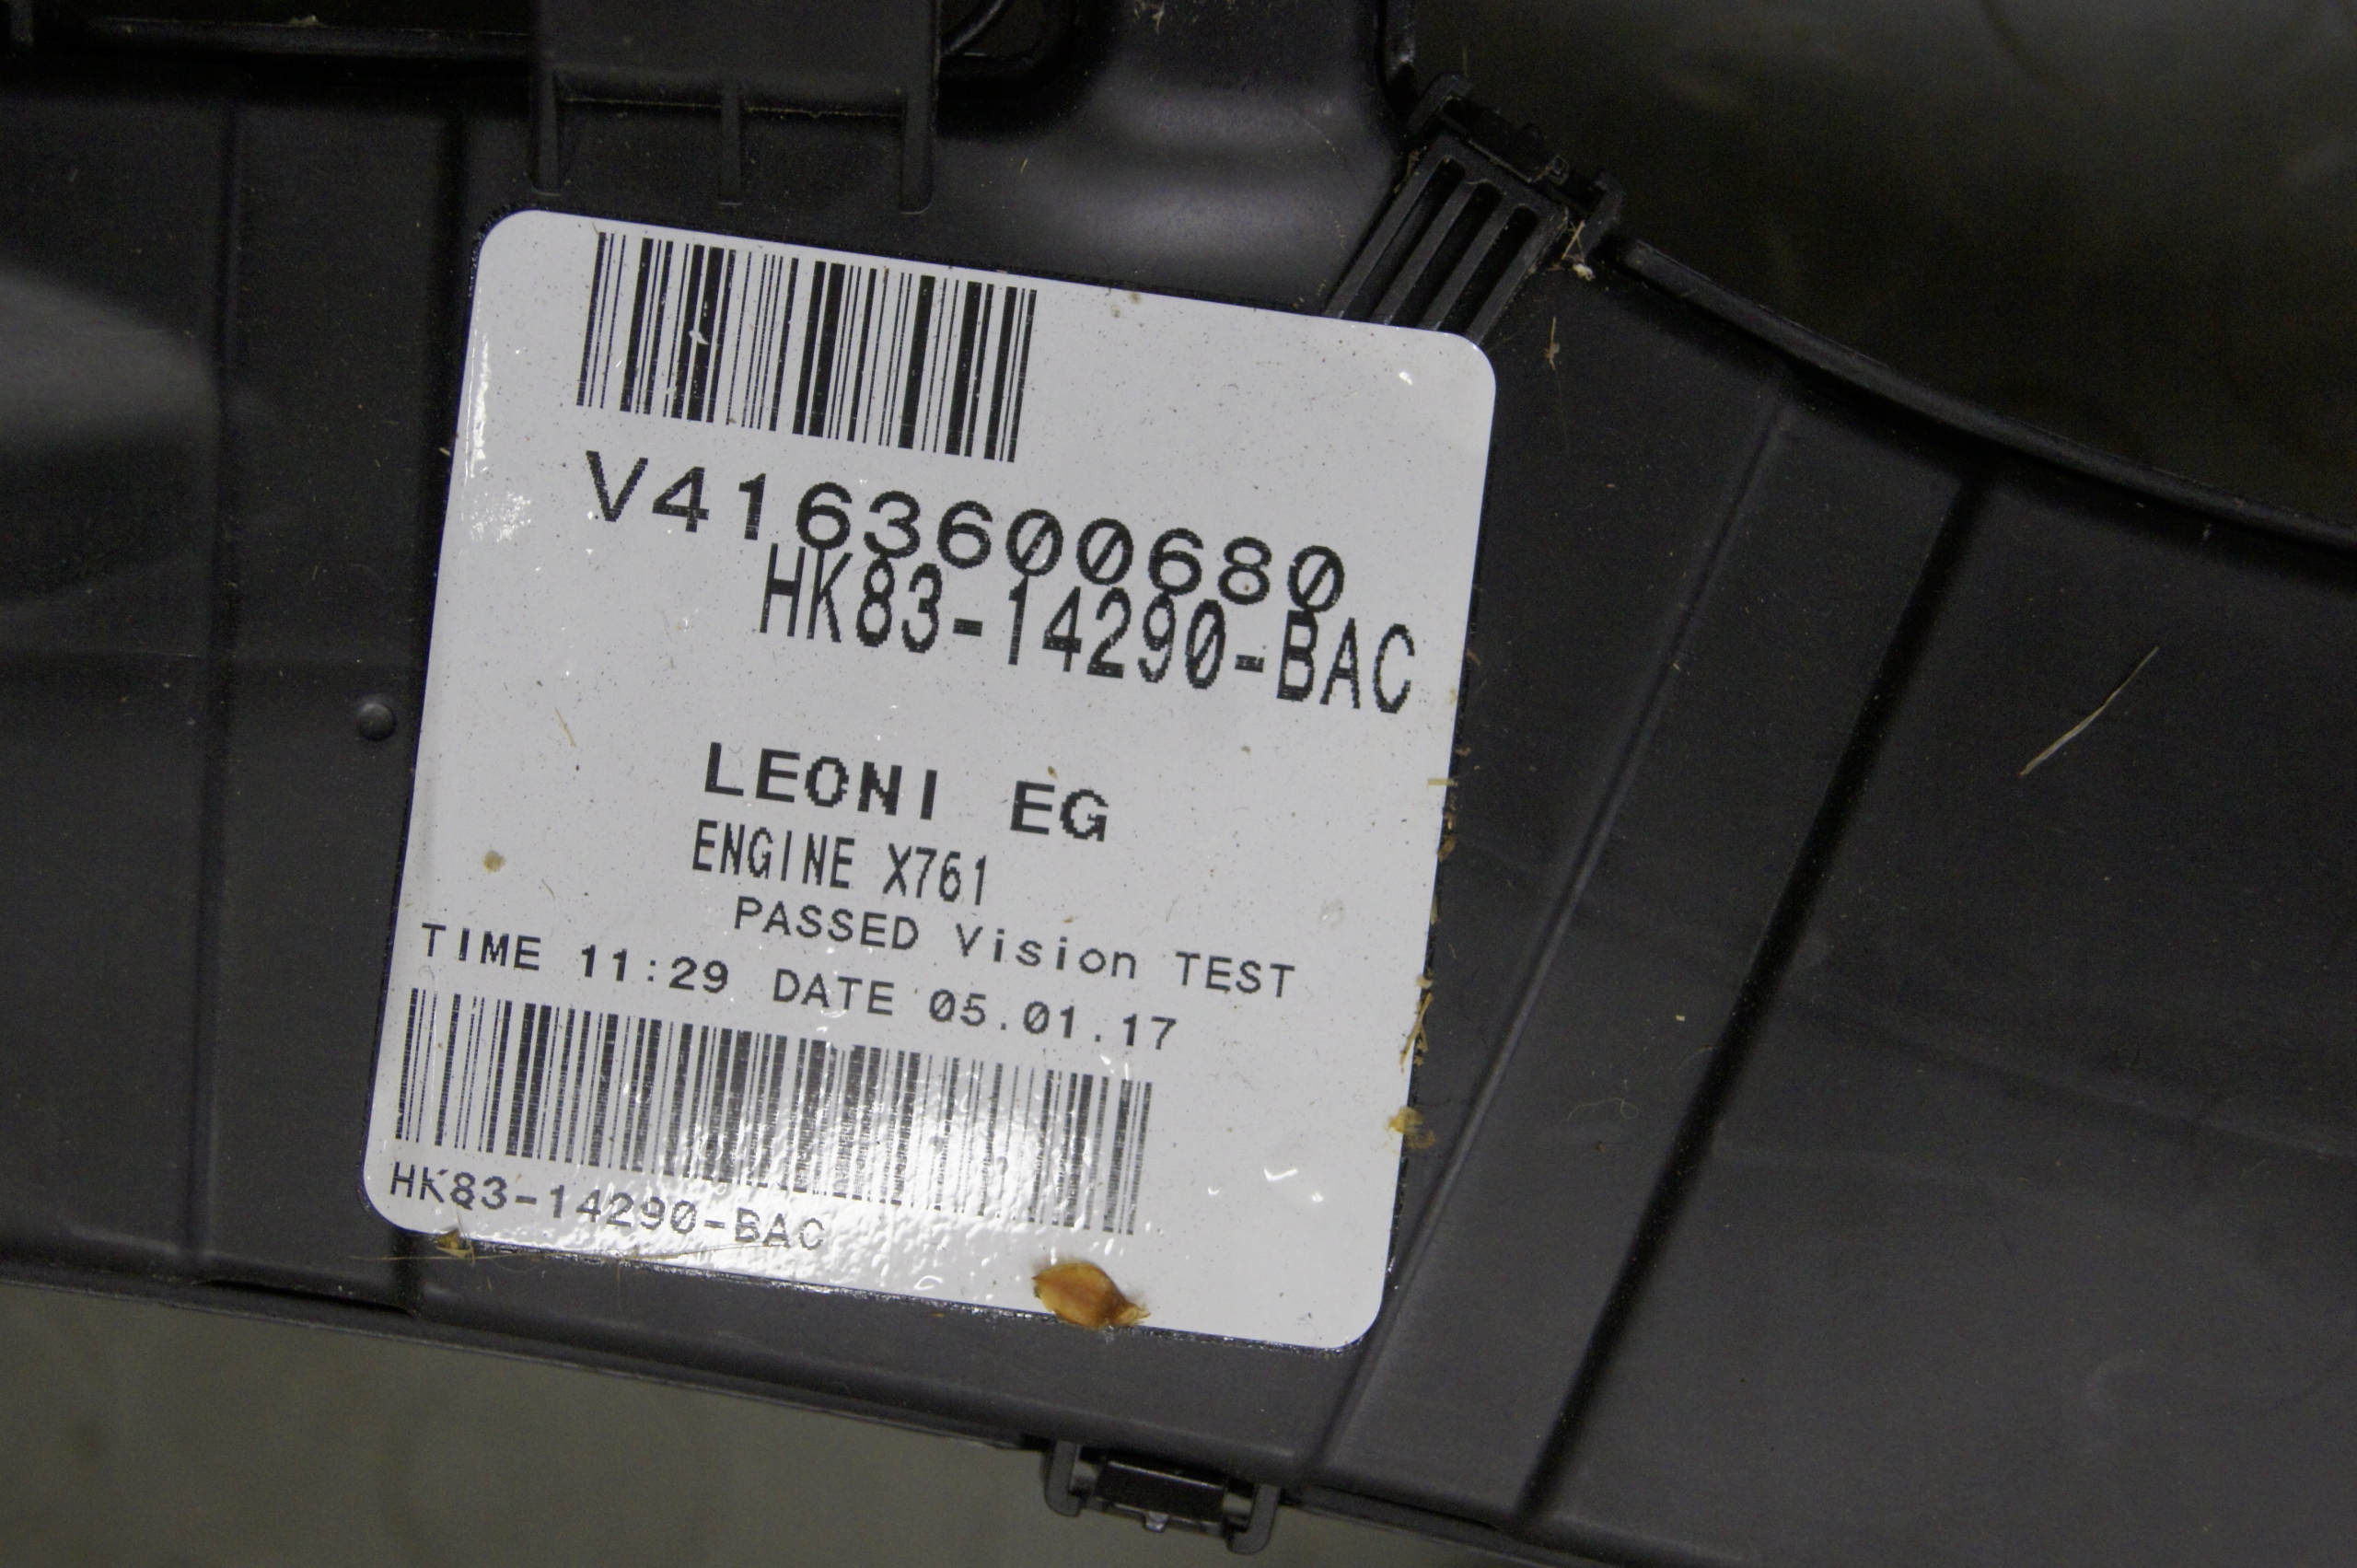 V4163600680
HK83-14290-BAC
LEONI EG
ENGINE X761
PASSED Vision TEST
TIME 11:29 DATE 05.01.17
HK83-14290-BAC